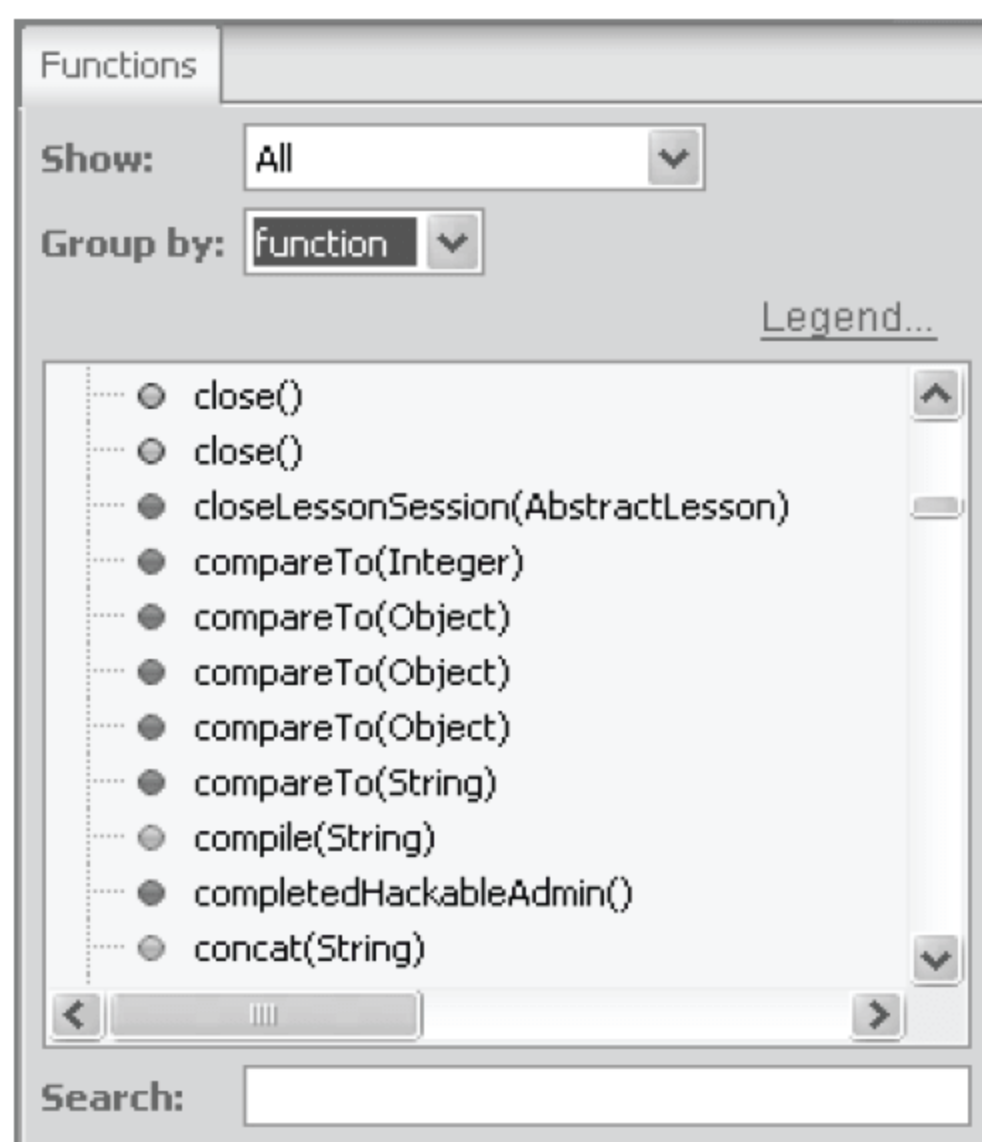 Functions
Show: All
Group by: function
Legend...
close()
close()
closeLessonSession(AbstractLesson)
compareTo(Integer)
compareTo(Object)
compareTo(Object)
compareTo(Object)
compareTo(String)
compile(String)
completedHackableAdmin()
concat(String)
Search: